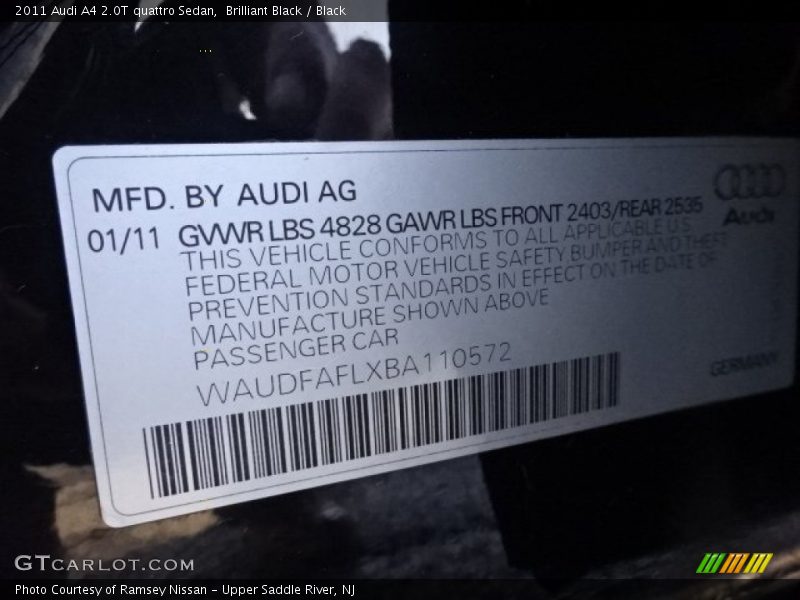 2011 Audi A4 2.0T quattro Sedan,  Brilliant Black / Black
MFD. BY AUDI AG
01/11 GVWR LBS 4828 GAWR LBS FRONT 2403/REAR 2535
THIS VEHICLE CONFORMS TO ALL APPLICABLE U.S.
FEDERAL MOTOR VEHICLE SAFETY BUMPER AND THEFT
PREVENTION STANDARDS IN EFFECT ON THE DATE OF
MANUFACTURE SHOWN ABOVE
PASSENGER CAR
WAUDFAFLXBA110572
Audi
GERMANY
GTCARLOT.COM
Photo Courtesy of Ramsey Nissan - Upper Saddle River, NJ